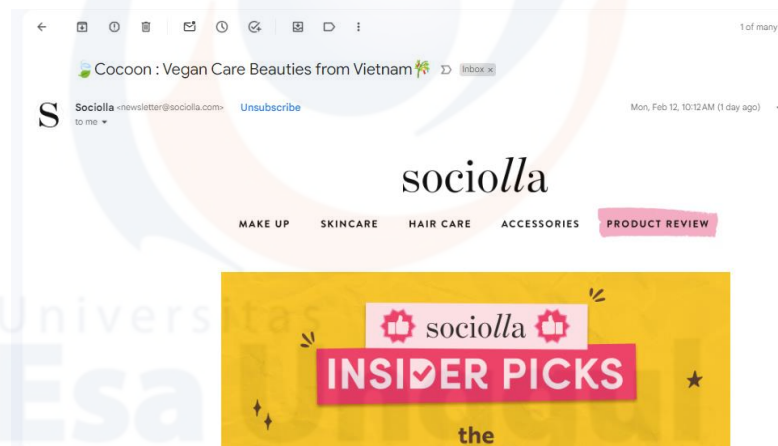 1 of many
🍃Cocoon : Vegan Care Beauties from Vietnam🎋 Inbox x
S Sociolla <newsletter@sociolla.com> Unsubscribe Mon, Feb 12, 10:12 AM (1 day ago)
to me
sociolla
MAKE UP SKINCARE HAIR CARE ACCESSORIES PRODUCT REVIEW
sociolla
INSIDER PICKS
the
Universitas
Esa Unggul